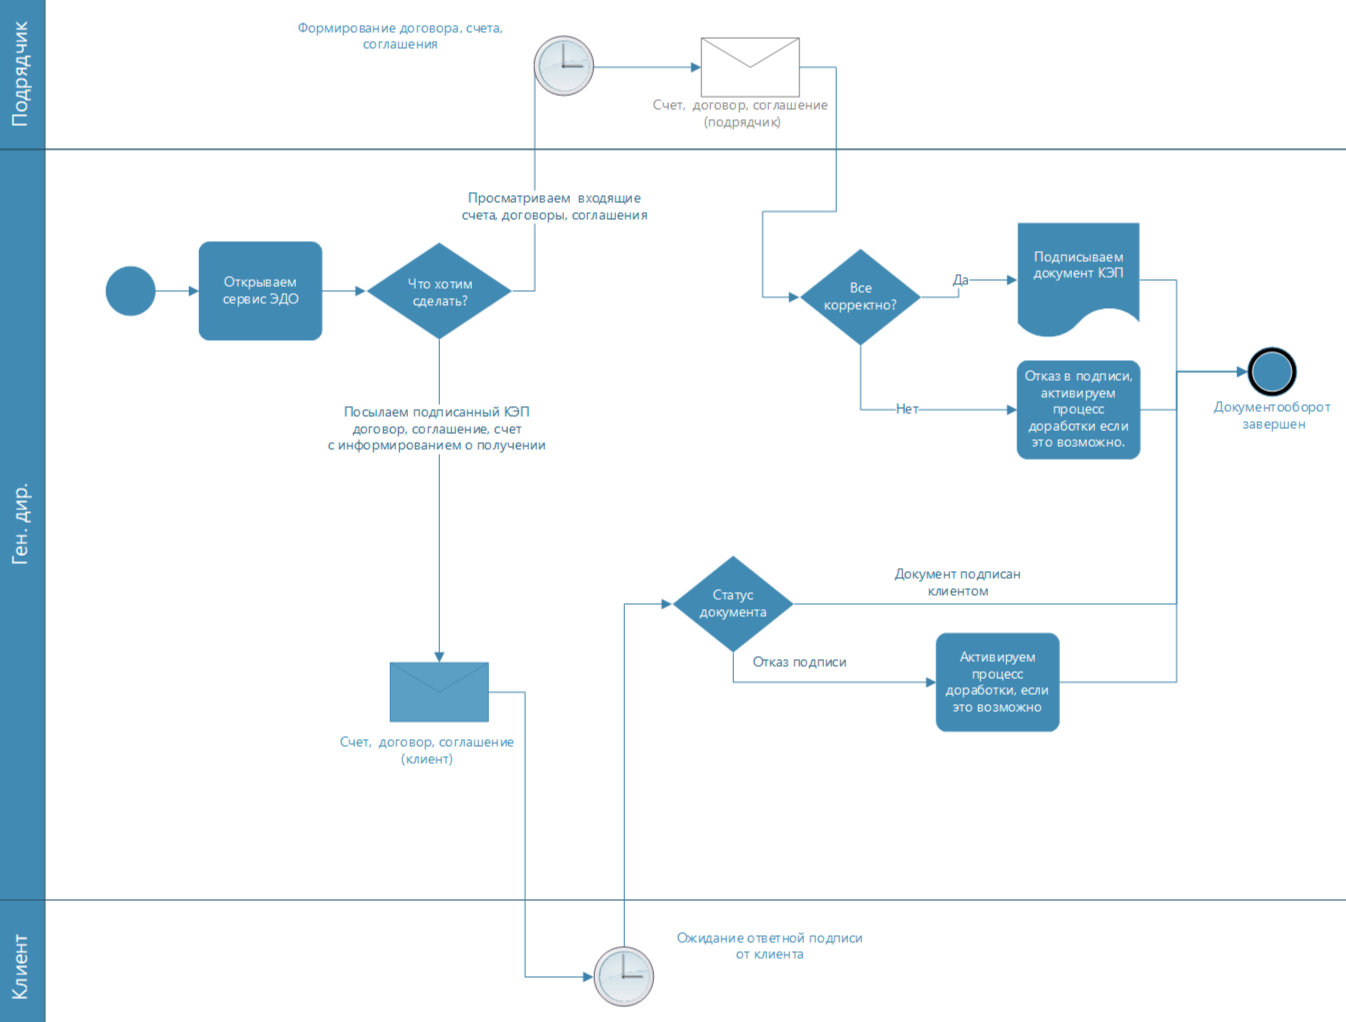 Подрядчик
Формирование договора, счета,
соглашения
Счет, договор, соглашение
(подрядчик)
Ген. дир.
Просматриваем входящие
счета, договоры, соглашения
Открываем
сервис ЭДО
Что хотим
сделать?
Все
корректно?
Да
Подписываем
документ КЭП
Нет
Отказ в подписи,
активируем
процесс
доработки если
это возможно.
Документооборот
завершен
Посылаем подписанный КЭП
договор, соглашение, счет
с информированием о получении
Статус
документа
Документ подписан
клиентом
Отказ подписи
Активируем
процесс
доработки, если
это возможно
Счет, договор, соглашение
(клиент)
Клиент
Ожидание ответной подписи
от клиента